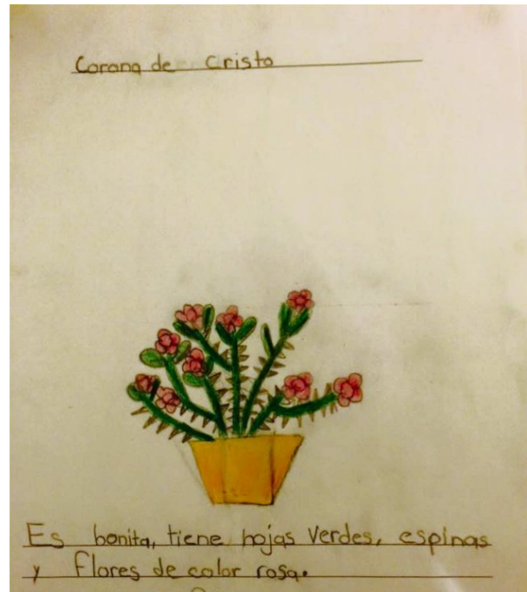 Corona de Cristo
Es bonita, tiene hojas verdes, espinas
y flores de color rosa.